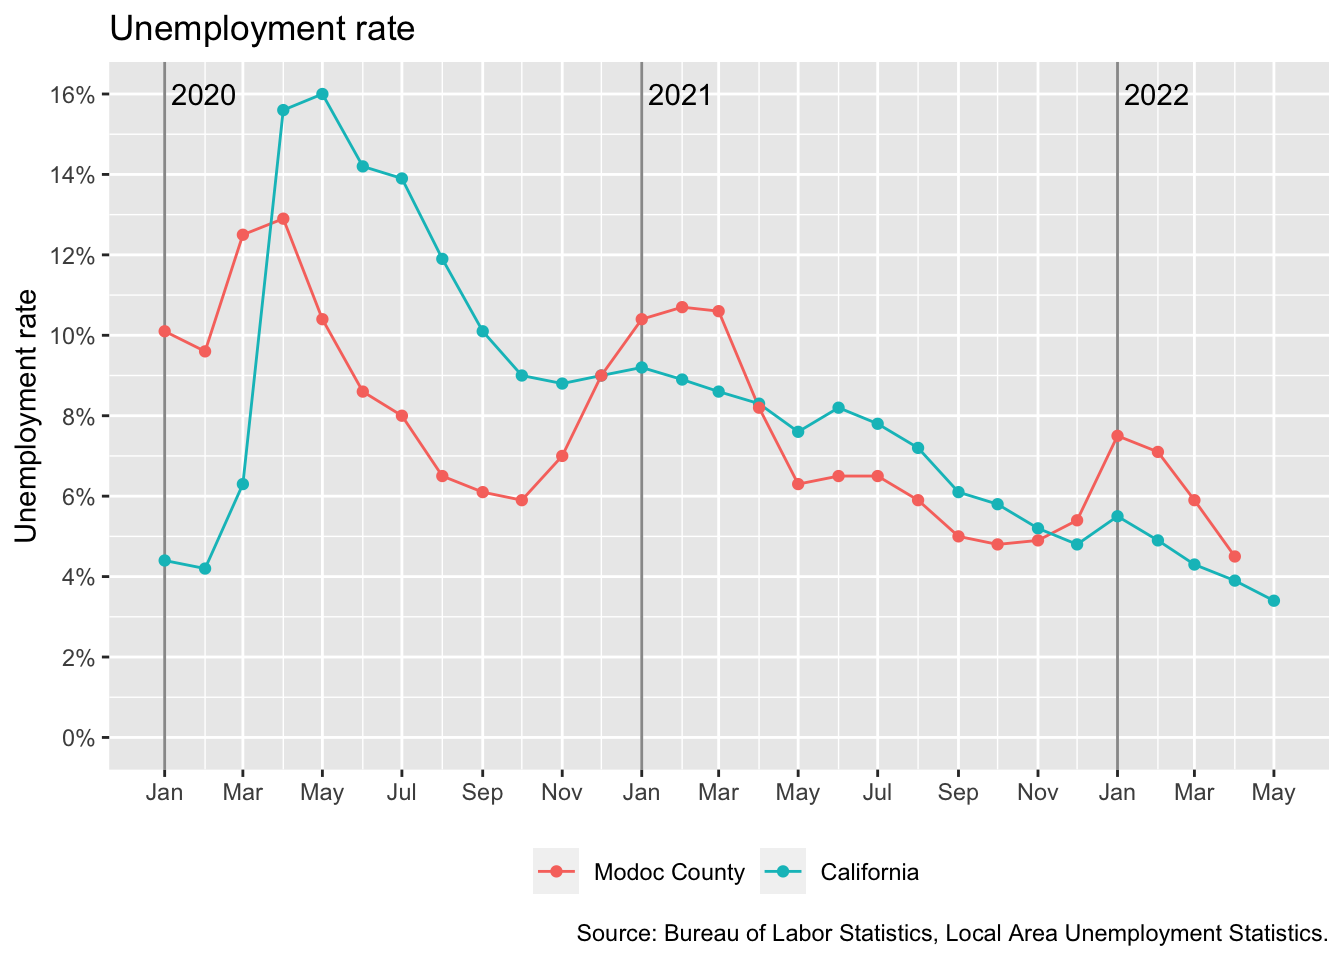 Unemployment rate
2020 2021 2022
16%
14%
12%
10%
8%
6%
4%
2%
0%
Unemployment rate
Jan Mar May Jul Sep Nov Jan Mar May Jul Sep Nov Jan Mar May
Modoc County California
Source: Bureau of Labor Statistics, Local Area Unemployment Statistics.